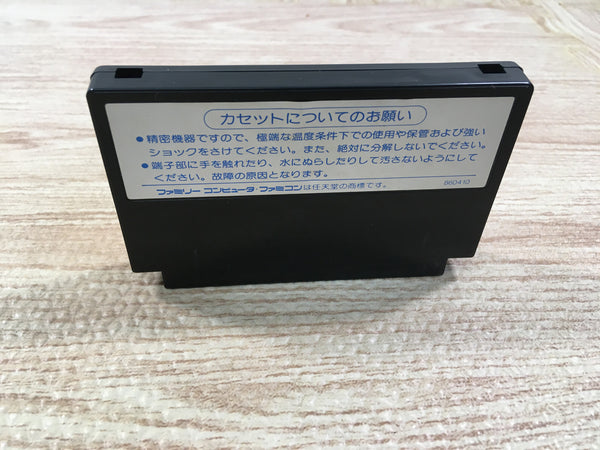 カセットについてのお願い
●精密機器ですので、極端な温度条件下での使用や保管および強い
ショックをさけてください。また、絶対に分解しないでください。
●端子部に手を触れたり、水にぬらしたりして汚さないようにして
ください。故障の原因となります。
ファミリー コンピュータ・ファミコンは任天堂の商標です。
860410